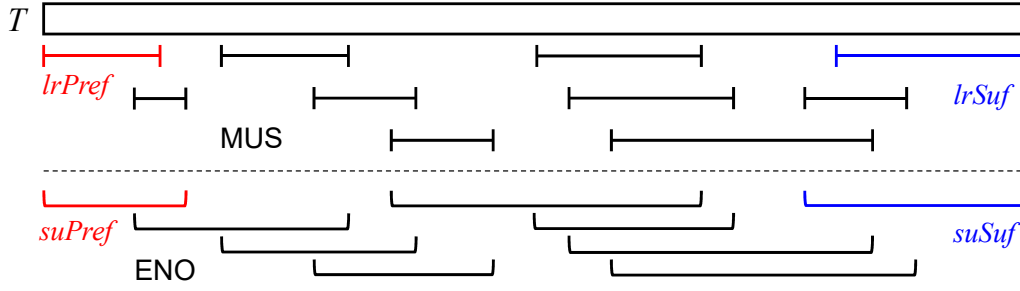 T
lrPref
lrSuf
MUS
suPref
suSuf
ENO